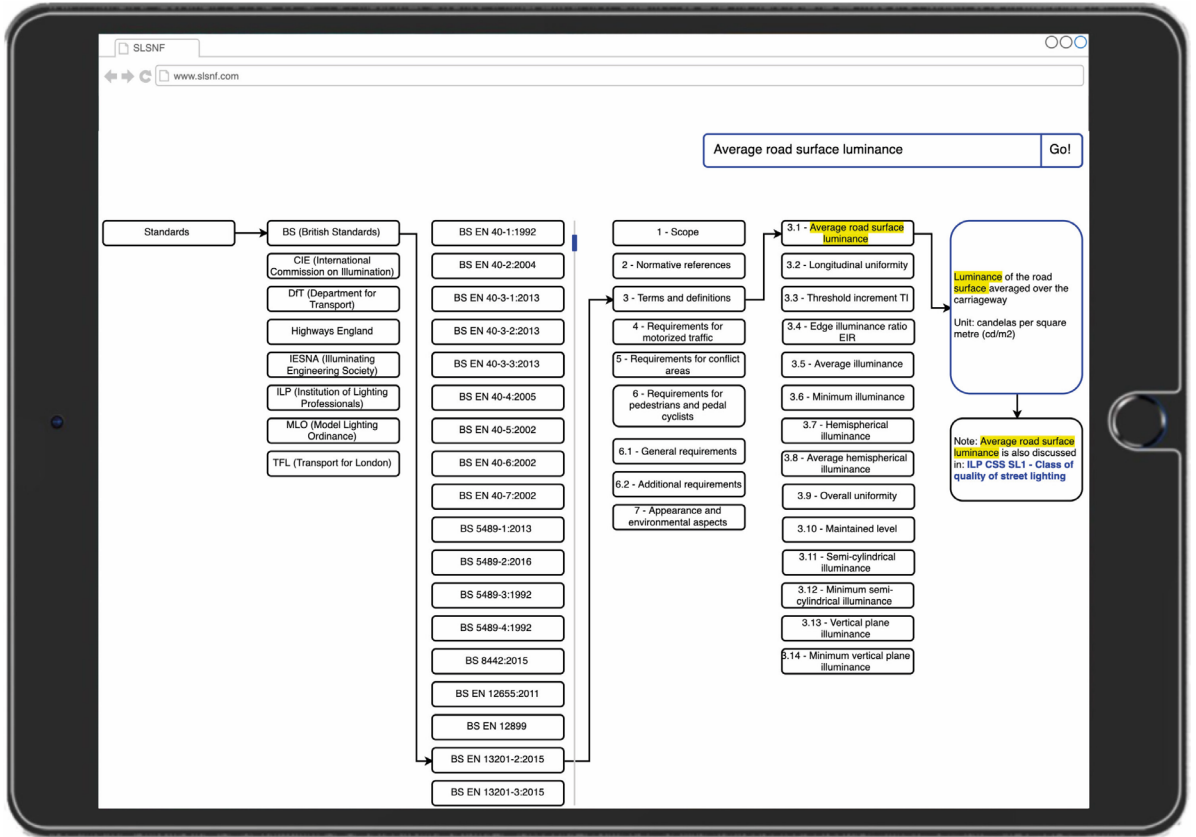 SLSNF
www.slsnf.com
Average road surface luminance
Go!
Standards
BS (British Standards)
CIE (International
Commission on Illumination)
DfT (Department for
Transport)
Highways England
IESNA (Illuminating
Engineering Society)
ILP (Institution of Lighting
Professionals)
MLO (Model Lighting
Ordinance)
TFL (Transport for London)
BS EN 40-1:1992
BS EN 40-2:2004
BS EN 40-3-1:2013
BS EN 40-3-2:2013
BS EN 40-3-3:2013
BS EN 40-4:2005
BS EN 40-5:2002
BS EN 40-6:2002
BS EN 40-7:2002
BS 5489-1:2013
BS 5489-2:2016
BS 5489-3:1992
BS 5489-4:1992
BS 8442:2015
BS EN 12655:2011
BS EN 12899
BS EN 13201-2:2015
BS EN 13201-3:2015
1 - Scope
2 - Normative references
3 - Terms and definitions
4 - Requirements for
motorized traffic
5 - Requirements for conflict
areas
6 - Requirements for
pedestrians and pedal
cyclists
6.1 - General requirements
6.2 - Additional requirements
7 - Appearance and
environmental aspects
3.1 - Average road surface
luminance
3.2 - Longitudinal uniformity
3.3 - Threshold increment TI
3.4 - Edge illuminance ratio
EIR
3.5 - Average illuminance
3.6 - Minimum illuminance
3.7 - Hemispherical
illuminance
3.8 - Average hemispherical
illuminance
3.9 - Overall uniformity
3.10 - Maintained level
3.11 - Semi-cylindrical
illuminance
3.12 - Minimum semi-
cylindrical illuminance
3.13 - Vertical plane
illuminance
3.14 - Minimum vertical plane
illuminance
Luminance of the road
surface averaged over the
carriageway
Unit: candelas per square
metre (cd/m2)
Note: Average road surface
luminance is also discussed
in: ILP CSS SL1 - Class of
quality of street lighting